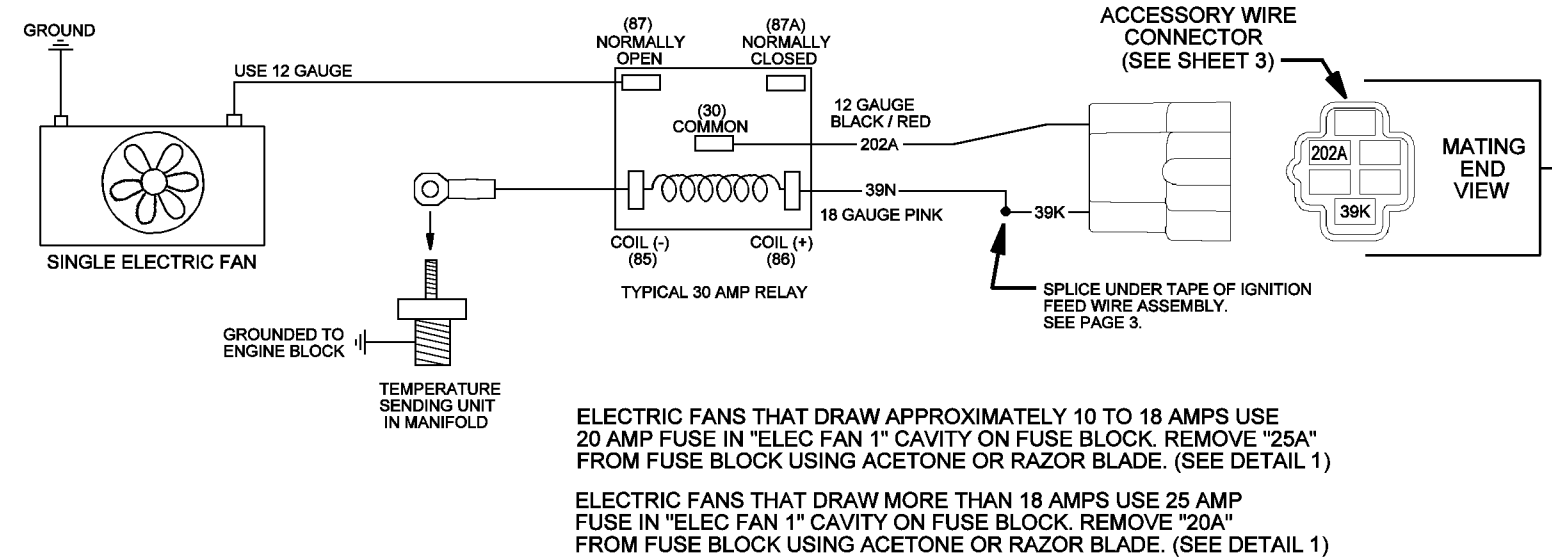 GROUND
USE 12 GAUGE
SINGLE ELECTRIC FAN
(87)
NORMALLY
OPEN
(87A)
NORMALLY
CLOSED
(30)
COMMON
12 GAUGE
BLACK / RED
202A
39N
18 GAUGE PINK
39K
COIL (-)
(85)
COIL (+)
(86)
TYPICAL 30 AMP RELAY
ACCESSORY WIRE
CONNECTOR
(SEE SHEET 3)
202A
39K
MATING
END
VIEW
SPLICE UNDER TAPE OF IGNITION
FEED WIRE ASSEMBLY.
SEE PAGE 3.
GROUNDED TO
ENGINE BLOCK
TEMPERATURE
SENDING UNIT
IN MANIFOLD
ELECTRIC FANS THAT DRAW APPROXIMATELY 10 TO 18 AMPS USE
20 AMP FUSE IN "ELEC FAN 1" CAVITY ON FUSE BLOCK. REMOVE "25A"
FROM FUSE BLOCK USING ACETONE OR RAZOR BLADE. (SEE DETAIL 1)
ELECTRIC FANS THAT DRAW MORE THAN 18 AMPS USE 25 AMP
FUSE IN "ELEC FAN 1" CAVITY ON FUSE BLOCK. REMOVE "20A"
FROM FUSE BLOCK USING ACETONE OR RAZOR BLADE. (SEE DETAIL 1)